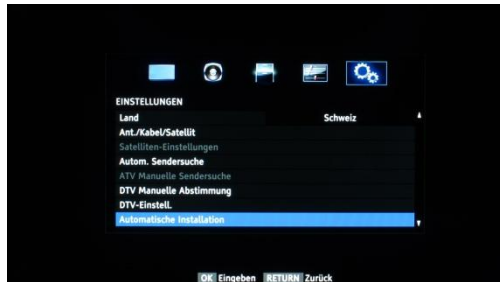 EINSTELLUNGEN
Land Schweiz
Ant./Kabel/Satellit
Satelliten-Einstellungen
Autom. Sendersuche
ATV Manuelle Sendersuche
DTV Manuelle Abstimmung
DTV-Einstell.
Automatische Installation
OK Eingeben RETURN Zurück